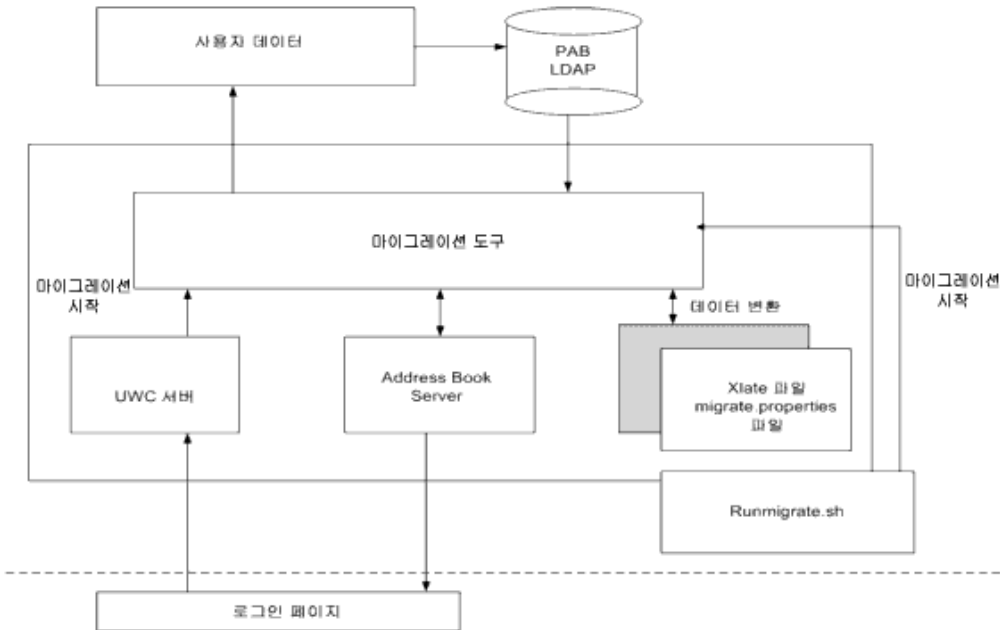 사용자 데이터
PAB
LDAP
마이그레이션 도구
마이그레이션
시작
마이그레이션
시작
데이터 변환
UWC 서버
Address Book
Server
Xlate 파일
migrate.properties
파일
Runmigrate.sh
로그인 페이지